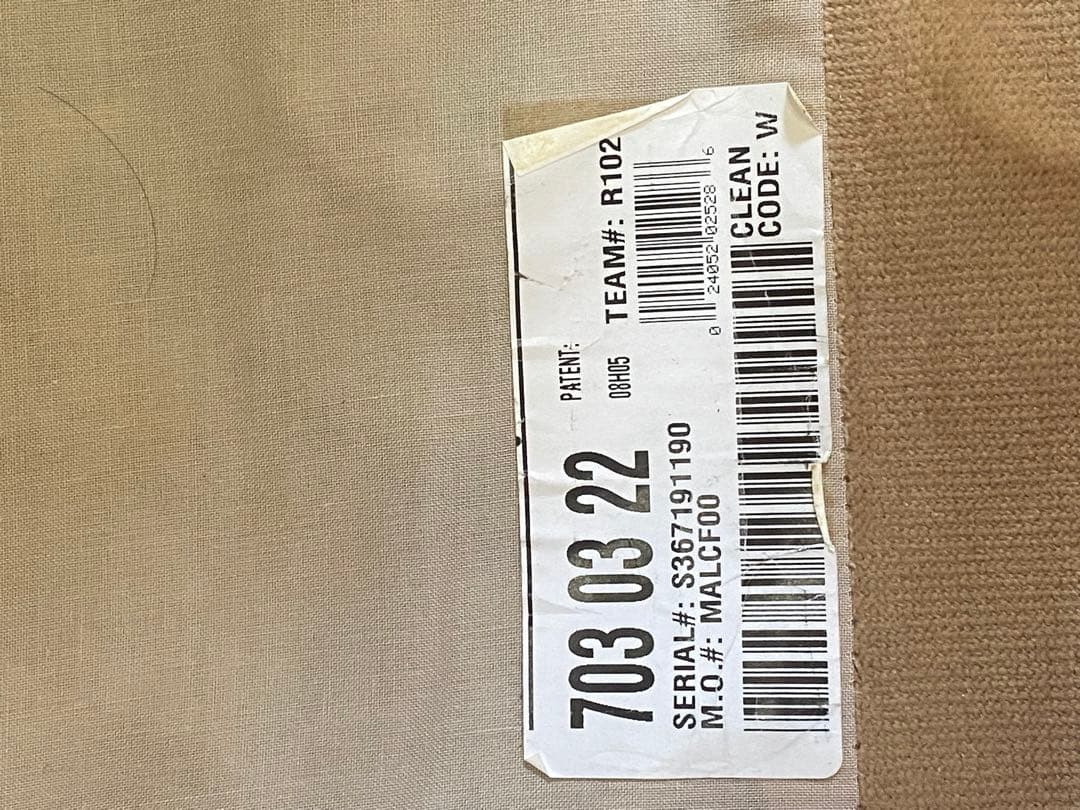 703 03 22
PATENT:
08H05
TEAM#: R102
SERIAL#: S367191190
M.O.#: MALCF00
0 24052 02528 6
CLEAN
CODE: W